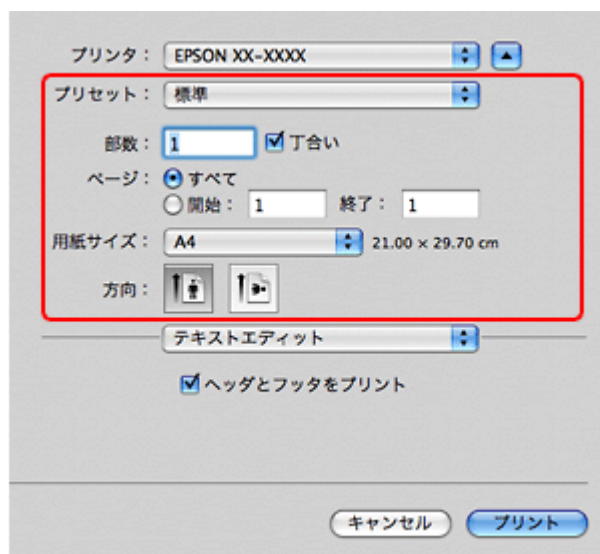 プリンタ： EPSON XX-XXXX
プリセット： 標準
部数： 1 丁合い
ページ： すべて
開始： 1 終了： 1
用紙サイズ： A4 21.00 × 29.70 cm
方向：
テキストエディット
ヘッダとフッタをプリント
キャンセル プリント